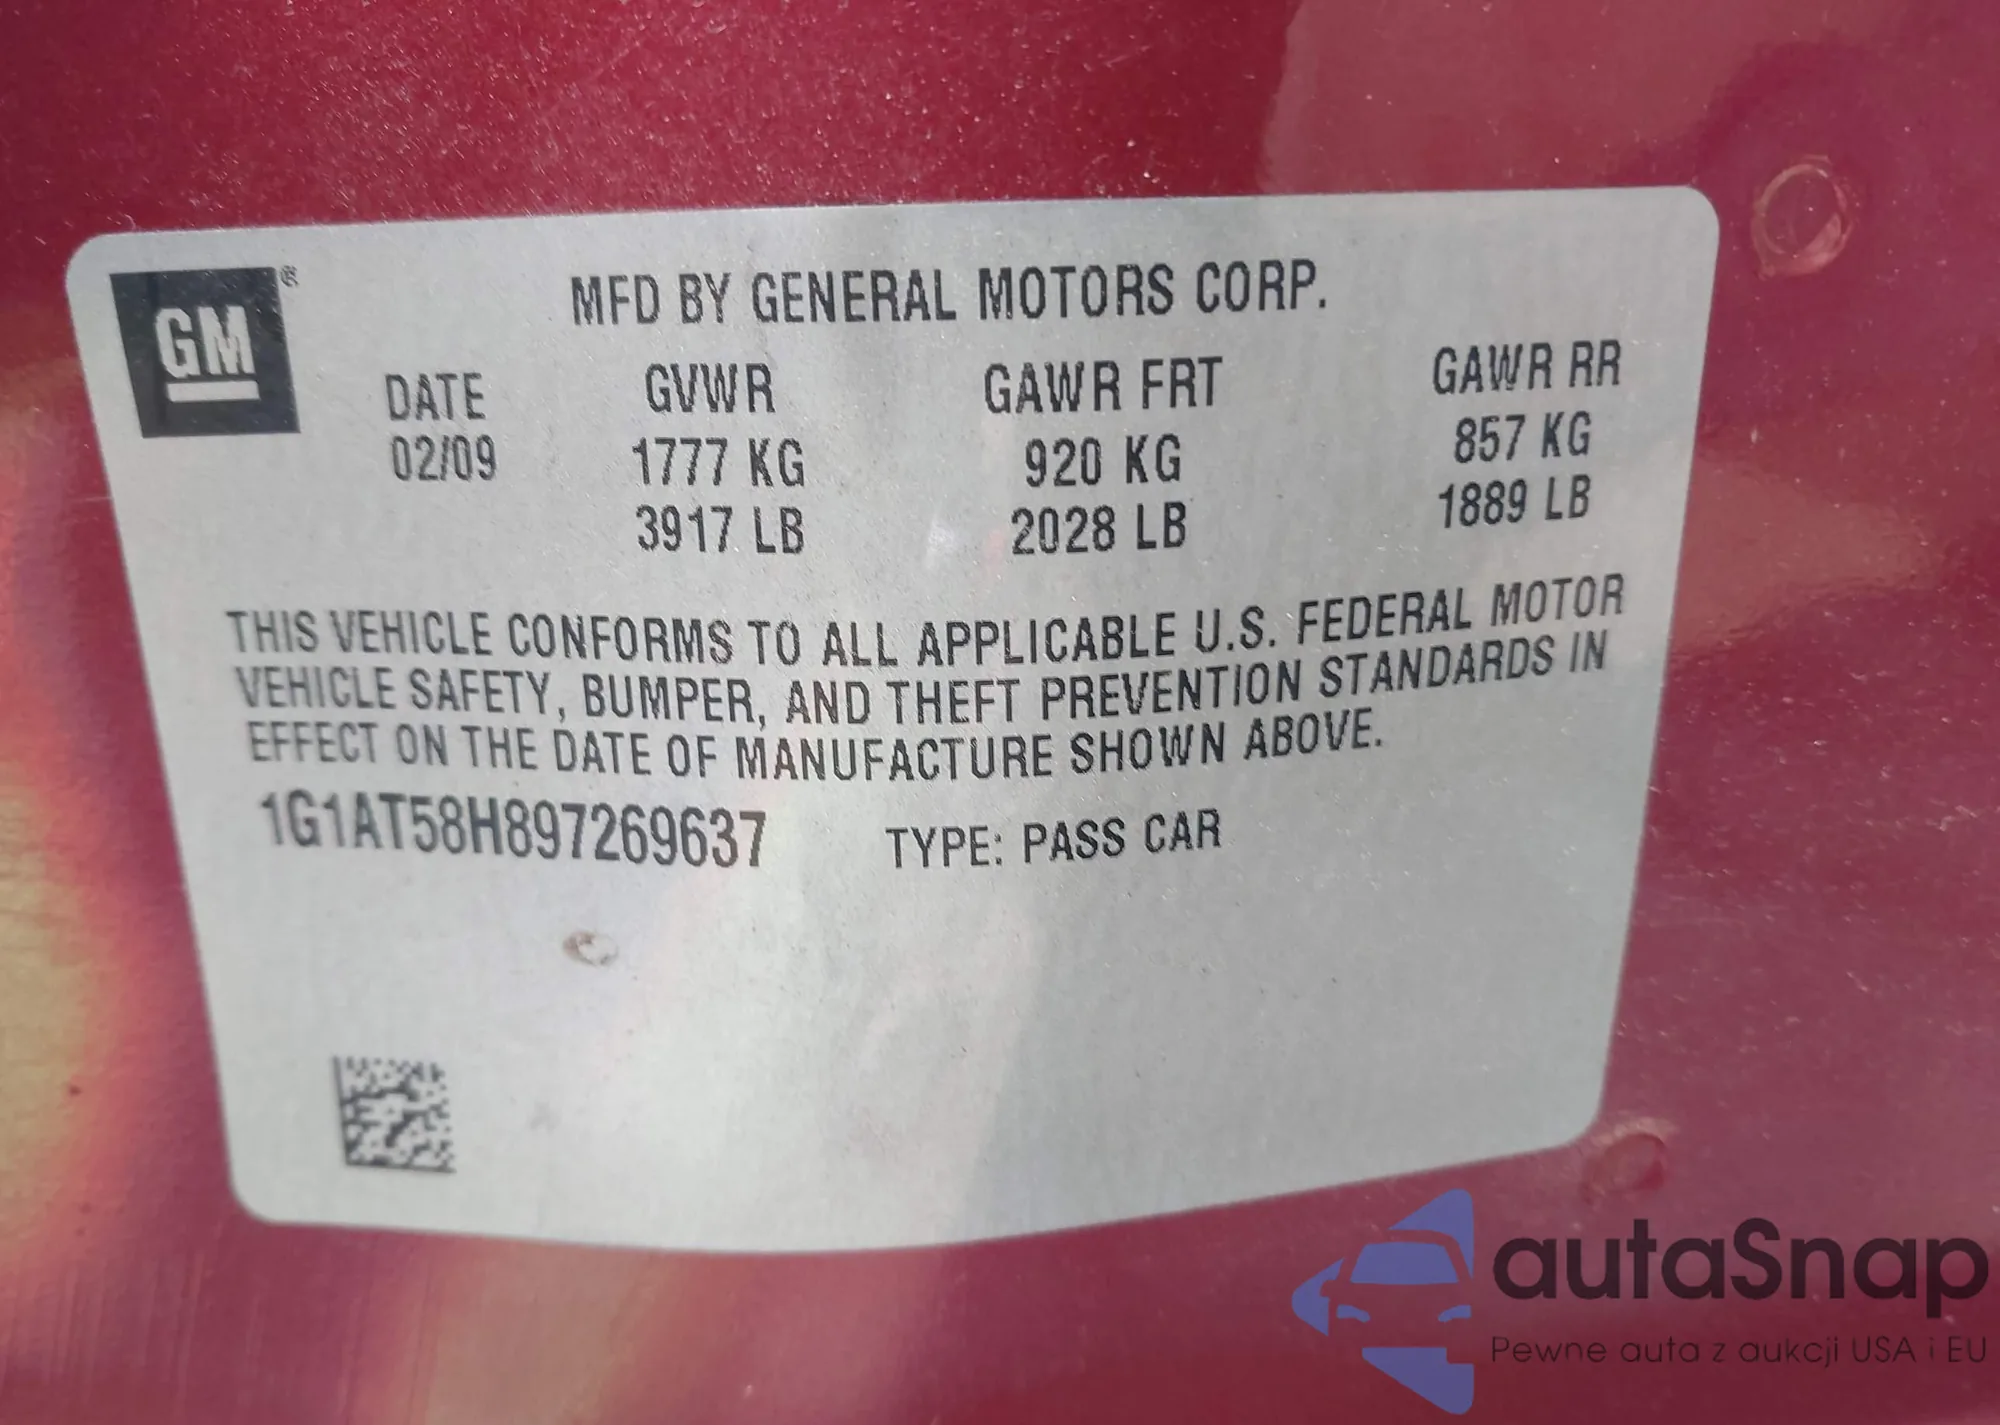 GM®
MFD BY GENERAL MOTORS CORP.
DATE GVWR GAWR FRT GAWR RR
02/09 1777 KG 920 KG 857 KG
3917 LB 2028 LB 1889 LB
THIS VEHICLE CONFORMS TO ALL APPLICABLE U.S. FEDERAL MOTOR
VEHICLE SAFETY, BUMPER, AND THEFT PREVENTION STANDARDS IN
EFFECT ON THE DATE OF MANUFACTURE SHOWN ABOVE.
1G1AT58H897269637 TYPE: PASS CAR
autaSnap
Pewne auta z aukcji USA i EU